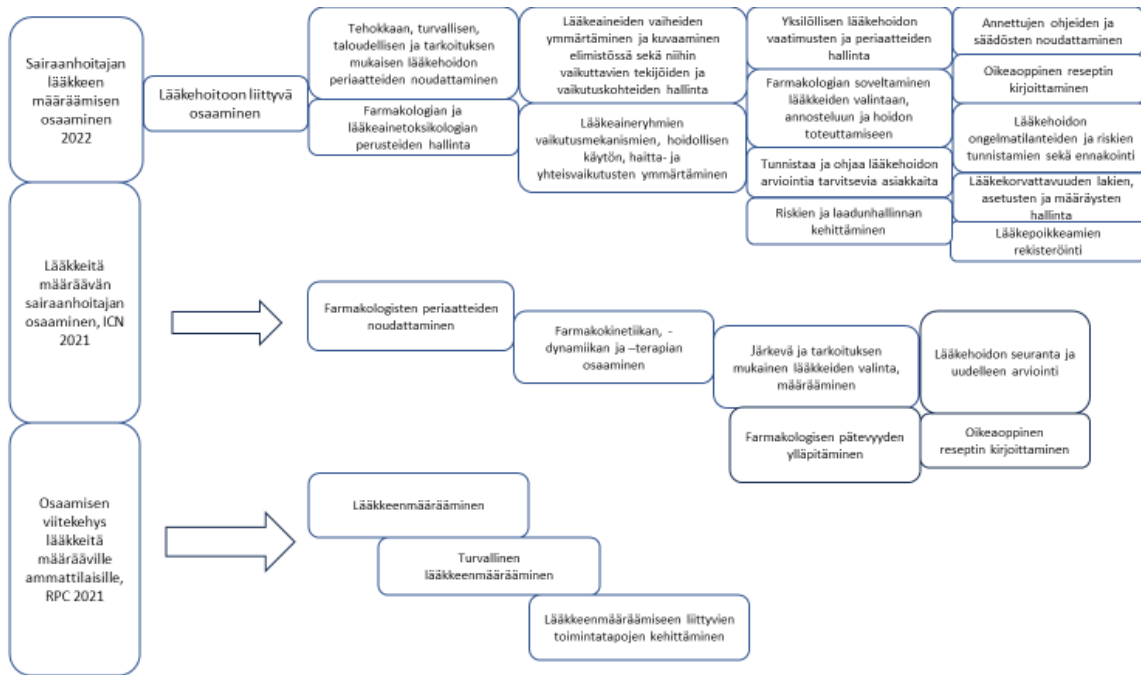 Sairaanhoitajan
lääkkeen
määräämisen
osaaminen
2022
Lääkehoitoon liittyvä
osaaminen
Tehokkaan, turvallisen,
taloudellisen ja tarkoituksen
mukaisen lääkehoidon
periaatteiden noudattaminen
Farmakologian ja
lääkeainetoksikologian
perusteiden hallinta
Lääkeaineiden vaiheiden
ymmärtäminen ja kuvaaminen
elimistössä sekä niihin
vaikuttavien tekijöiden ja
vaikutuskohteiden hallinta
Lääkeaineryhmien
vaikutusmekanismien, hoidollisen
käytön, haitta- ja
yhteisvaikutusten ymmärtäminen
Yksilöllisen lääkehoidon
vaatimusten ja periaatteiden
hallinta
Farmakologian soveltaminen
lääkkeiden valintaan,
annosteluun ja hoidon
toteuttamiseen
Tunnistaa ja ohjaa lääkehoidon
arviointia tarvitsevia asiakkaita
Riskien ja laadunhallinnan
kehittäminen
Annettujen ohjeiden ja
säädösten noudattaminen
Oikeaoppinen reseptin
kirjoittaminen
Lääkehoidon
ongelmatilanteiden ja riskien
tunnistamien sekä ennakointi
Lääkekorvattavuuden lakien,
asetusten ja määräysten
hallinta
Lääkepoikkeamien
rekisteröinti
Lääkkeitä
määräävän
sairaanhoitajan
osaaminen, ICN
2021
Farmakologisten periaatteiden
noudattaminen
Farmakokinetiikan, -
dynamiikan ja –terapian
osaaminen
Järkevä ja tarkoituksen
mukainen lääkkeiden valinta,
määrääminen
Farmakologisen pätevyyden
ylläpitäminen
Lääkehoidon seuranta ja
uudelleen arviointi
Oikeaoppinen
reseptin kirjoittaminen
Osaamisen
viitekehys
lääkkeitä
määrääville
ammattilaisille,
RPC 2021
Lääkkeenmäärääminen
Turvallinen
lääkkeenmäärääminen
Lääkkeenmääräämiseen liittyvien
toimintatapojen kehittäminen